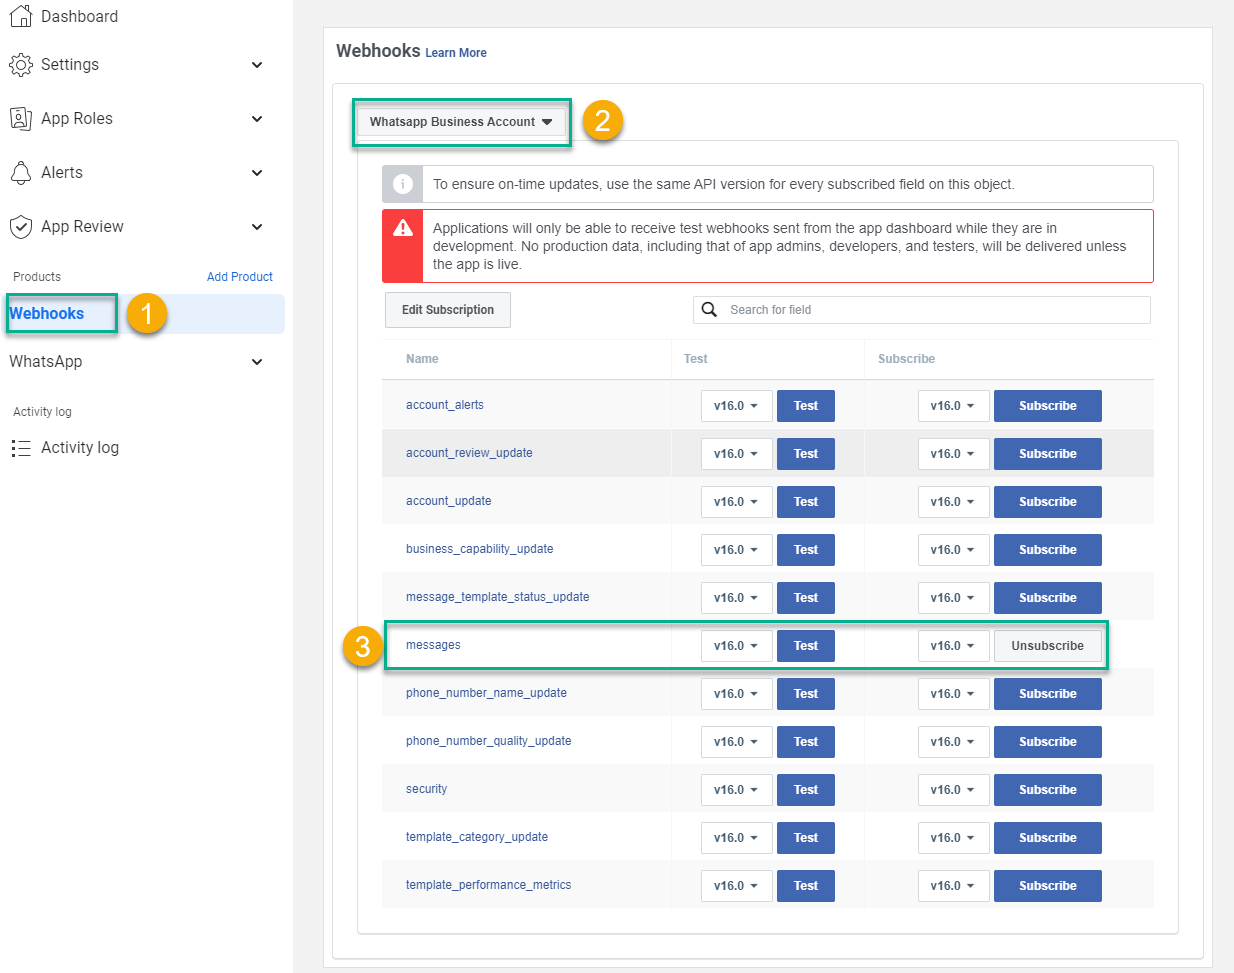 Dashboard
Settings
App Roles
Alerts
App Review
Products Add Product
Webhooks 1
WhatsApp
Activity log
Activity log
Webhooks Learn More
Whatsapp Business Account 2
To ensure on-time updates, use the same API version for every subscribed field on this object.
Applications will only be able to receive test webhooks sent from the app dashboard while they are in
development. No production data, including that of app admins, developers, and testers, will be delivered unless
the app is live.
Edit Subscription Search for field
Name Test Subscribe
account_alerts v16.0 Test v16.0 Subscribe
account_review_update v16.0 Test v16.0 Subscribe
account_update v16.0 Test v16.0 Subscribe
business_capability_update v16.0 Test v16.0 Subscribe
message_template_status_update v16.0 Test v16.0 Subscribe
3 messages v16.0 Test v16.0 Unsubscribe
phone_number_name_update v16.0 Test v16.0 Subscribe
phone_number_quality_update v16.0 Test v16.0 Subscribe
security v16.0 Test v16.0 Subscribe
template_category_update v16.0 Test v16.0 Subscribe
template_performance_metrics v16.0 Test v16.0 Subscribe